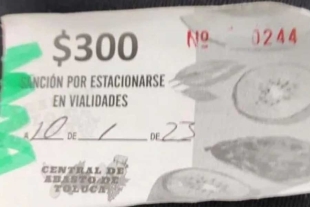 $300
Nº 0244
SANCIÓN POR ESTACIONARSE
EN VIALIDADES
A 10 DE 1 DE 23
CENTRAL DE
ABASTO DE
TOLUCA